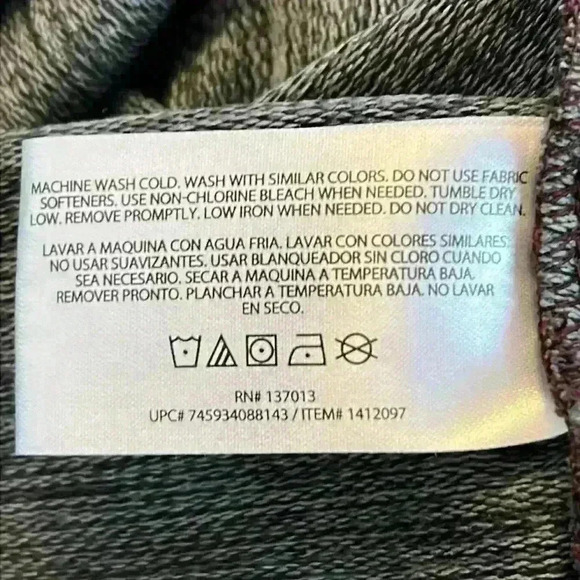 MACHINE WASH COLD. WASH WITH SIMILAR COLORS. DO NOT USE FABRIC
SOFTENERS. USE NON-CHLORINE BLEACH WHEN NEEDED. TUMBLE DRY
LOW. REMOVE PROMPTLY. LOW IRON WHEN NEEDED. DO NOT DRY CLEAN.
LAVAR A MAQUINA CON AGUA FRIA. LAVAR CON COLORES SIMILARES.
NO USAR SUAVIZANTES. USAR BLANQUEADOR SIN CLORO CUANDO
SEA NECESARIO. SECAR A MAQUINA A TEMPERATURA BAJA.
REMOVER PRONTO. PLANCHAR A TEMPERATURA BAJA. NO LAVAR
EN SECO.
RN# 137013
UPC# 745934088143 / ITEM# 1412097